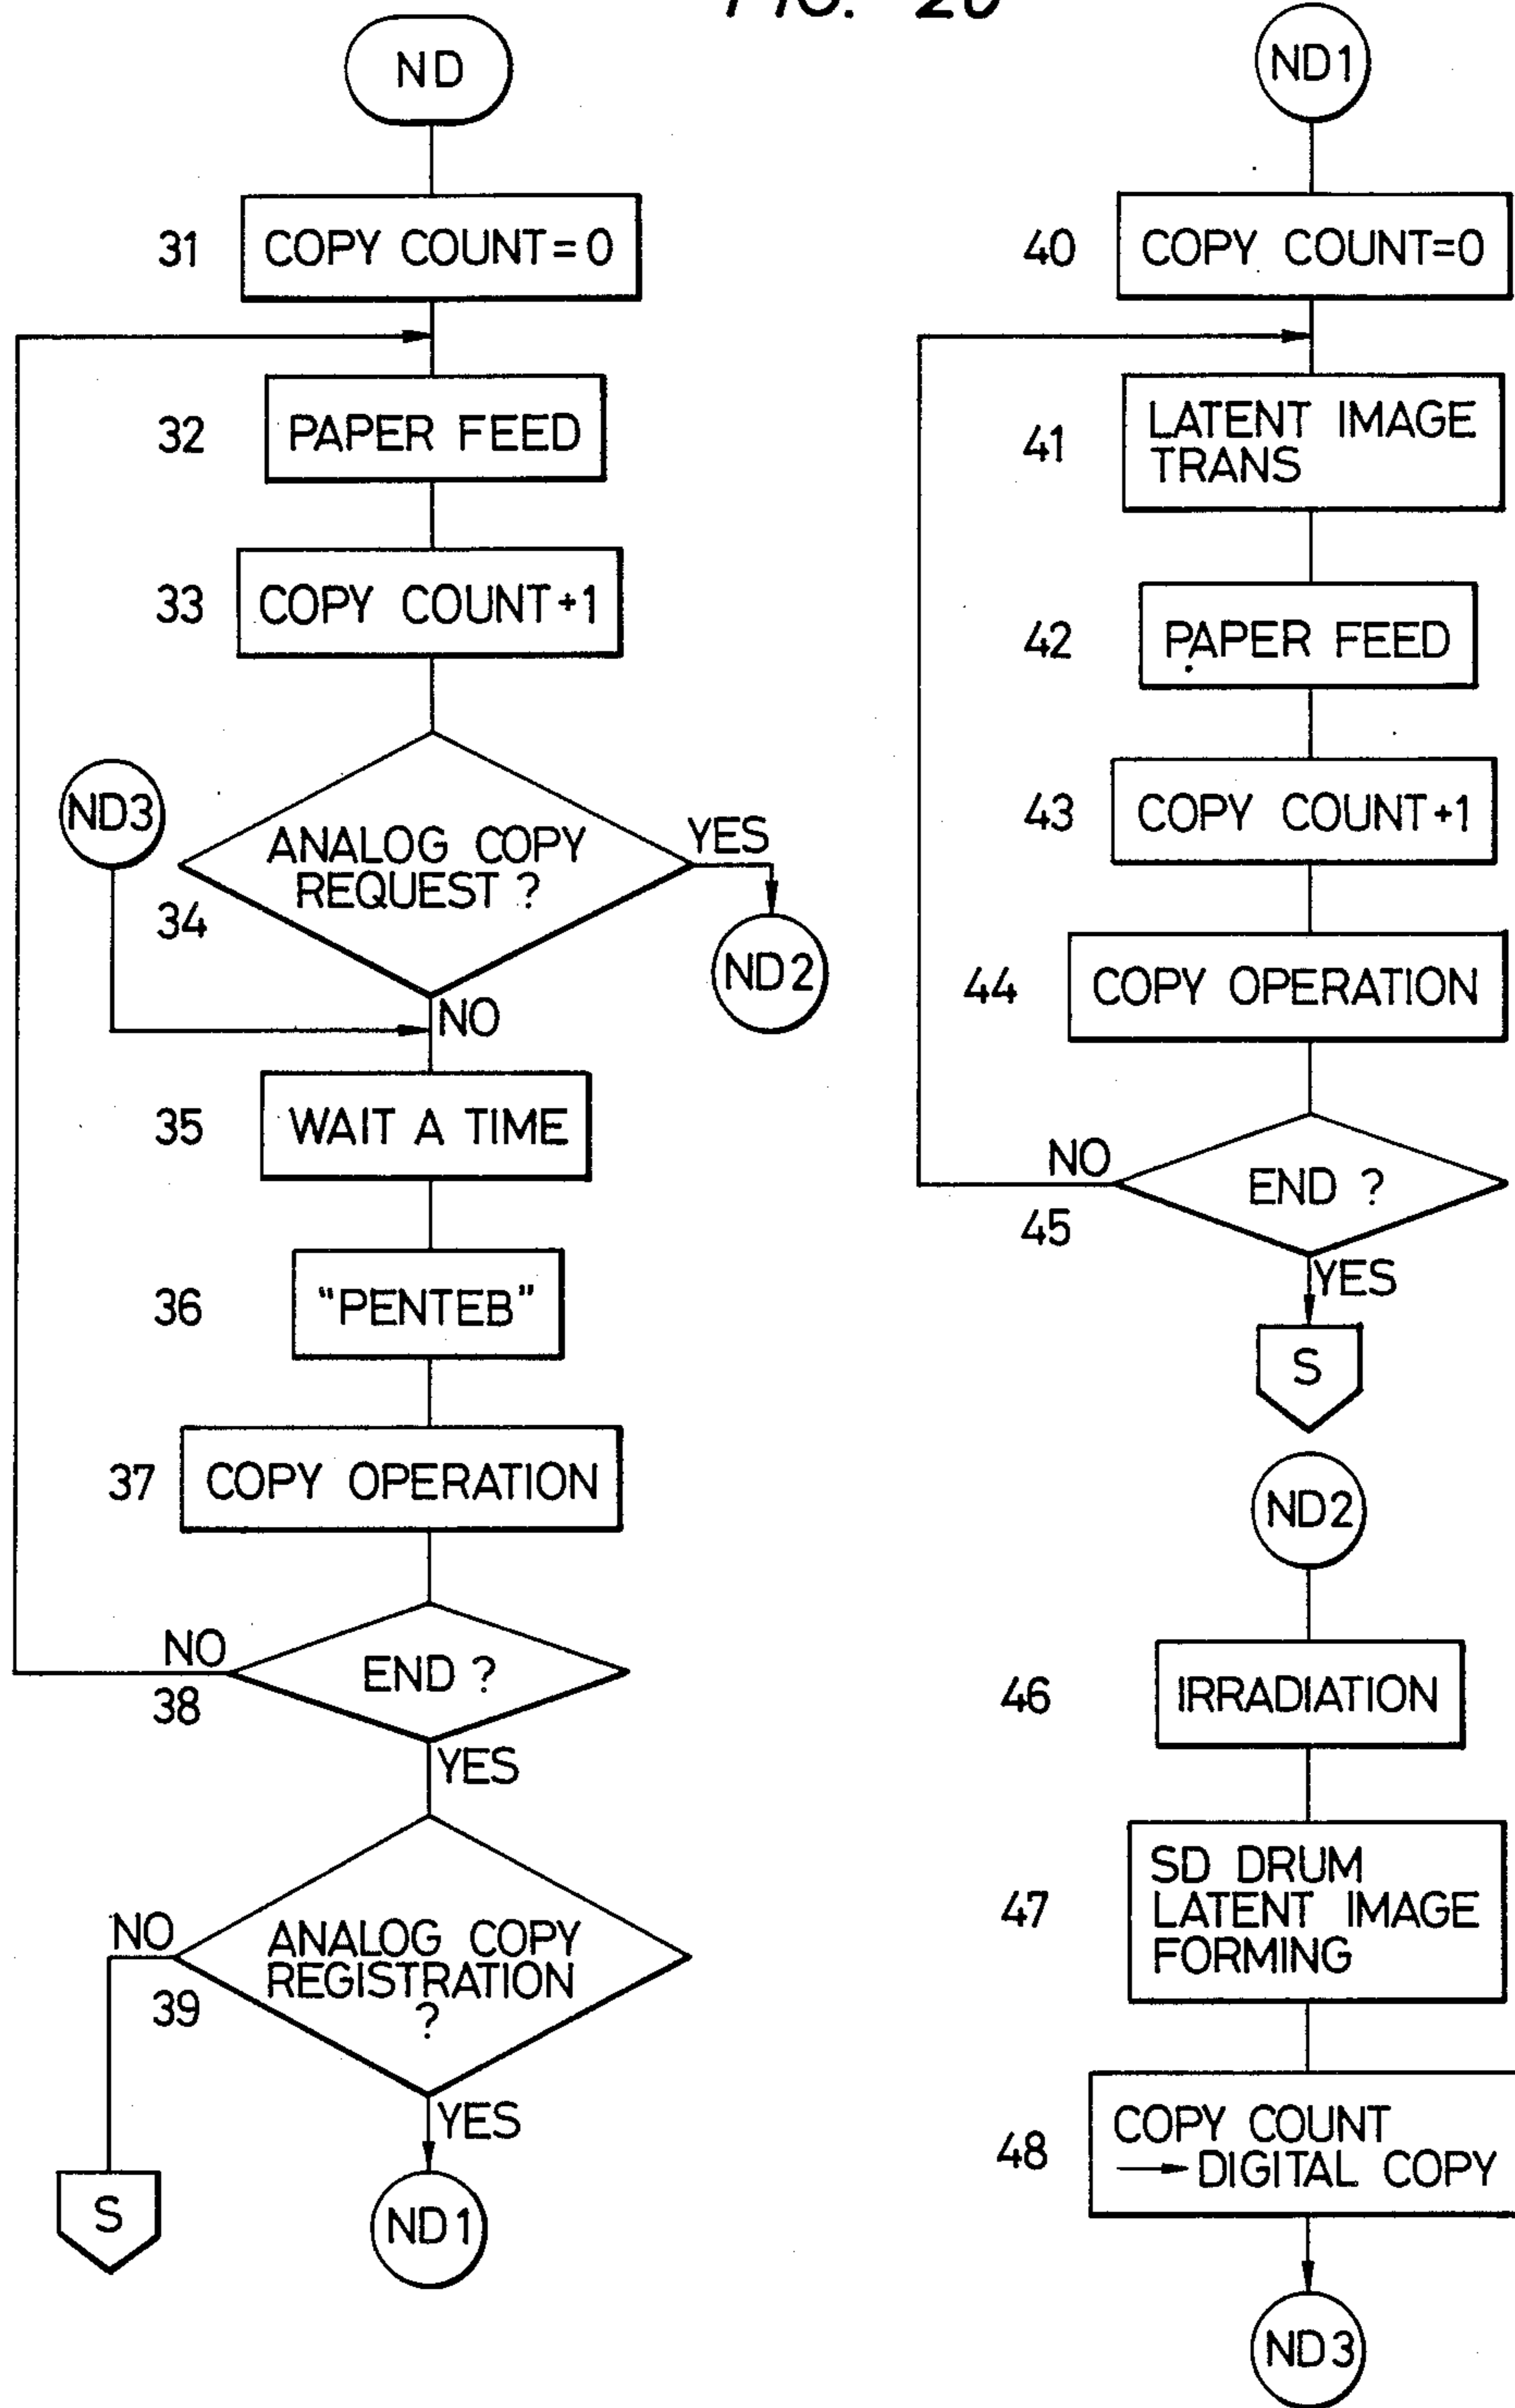 FIG. 20
ND
31 COPY COUNT=0
32 PAPER FEED
33 COPY COUNT+1
ND3
ANALOG COPY
REQUEST ?
34
YES
ND2
NO
35 WAIT A TIME
36 "PENTEB"
37 COPY OPERATION
NO
END ?
38
YES
NO
ANALOG COPY
REGISTRATION
?
39
YES
S
ND1
ND1
40 COPY COUNT=0
41 LATENT IMAGE
TRANS
42 PAPER FEED
43 COPY COUNT+1
44 COPY OPERATION
NO
END ?
45
YES
S
ND2
46 IRRADIATION
47 SD DRUM
LATENT IMAGE
FORMING
48 COPY COUNT
→ DIGITAL COPY
ND3